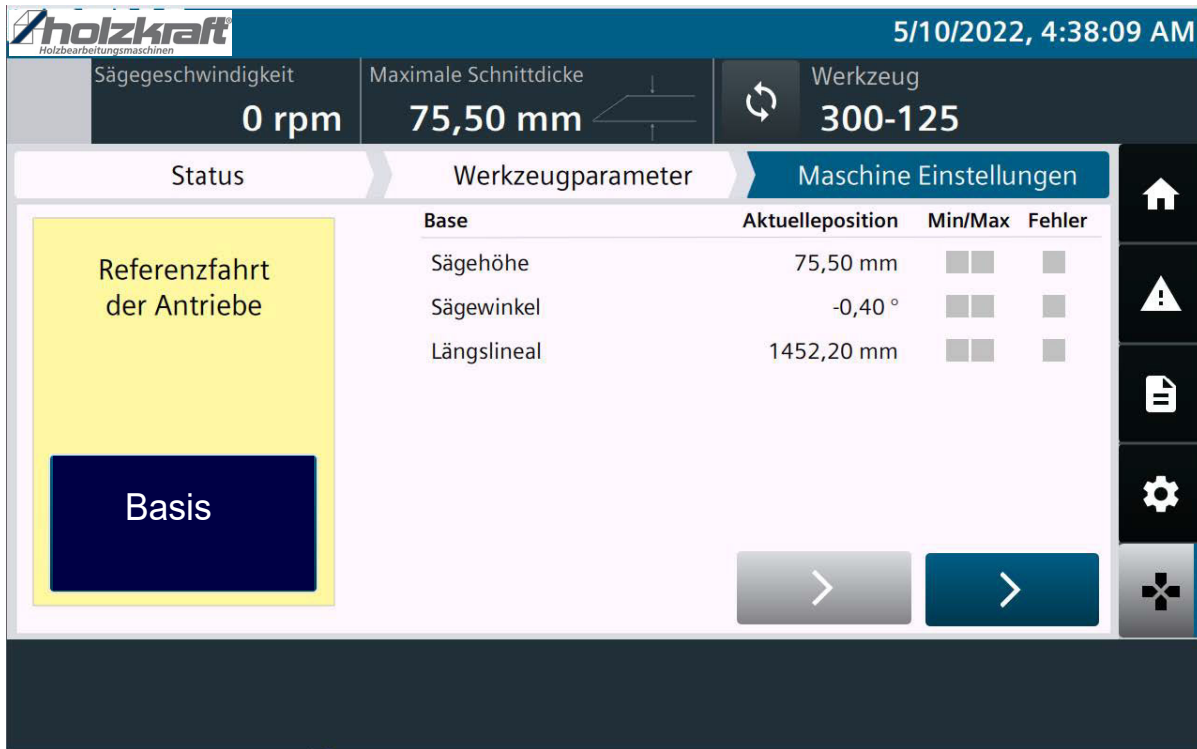 holzkraft®
Holzbearbeitungsmaschinen
5/10/2022, 4:38:09 AM
Sägegeschwindigkeit
0 rpm
Maximale Schnittdicke
75,50 mm
Werkzeug
300-125
Status
Werkzeugparameter
Maschine Einstellungen
Referenzfahrt
der Antriebe
Basis
Base Aktuelleposition Min/Max Fehler
Sägehöhe 75,50 mm
Sägewinkel -0,40 °
Längslineal 1452,20 mm